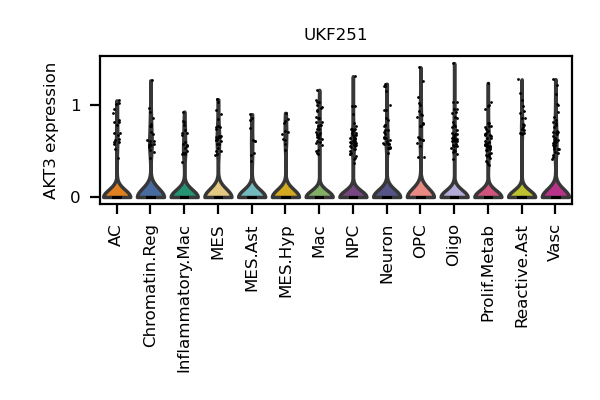 UKF251
AKT3 expression
1
0
AC
Chromatin.Reg
Inflammatory.Mac
MES
MES.Ast
MES.Hyp
Mac
NPC
Neuron
OPC
Oligo
Prolif.Metab
Reactive.Ast
Vasc